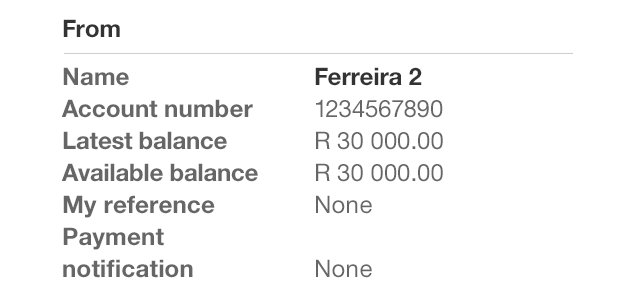 From
Name Ferreira 2
Account number 1234567890
Latest balance R 30 000.00
Available balance R 30 000.00
My reference None
Payment
notification None